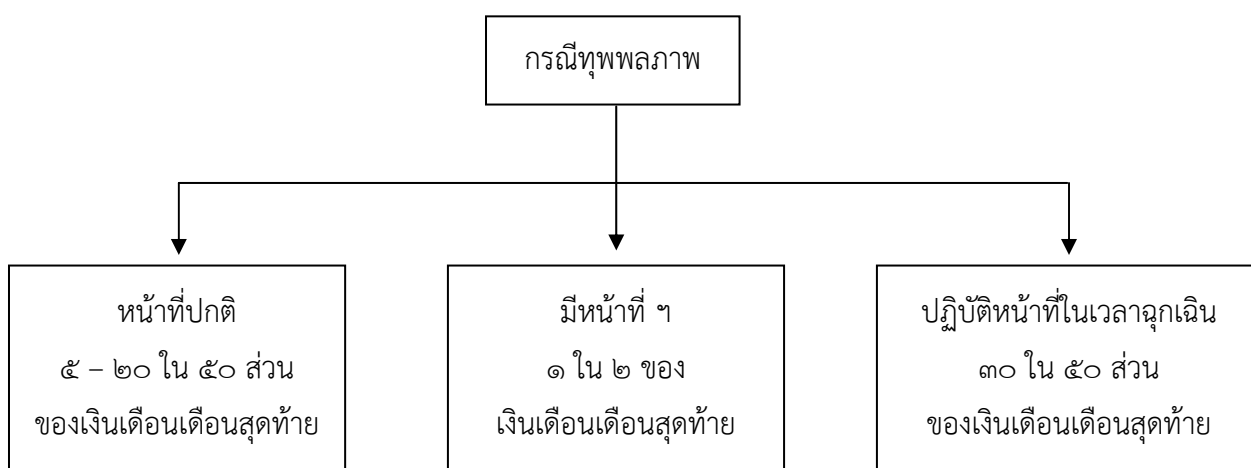 กรณีทุพพลภาพ
หน้าที่ปกติ
๕ – ๒๐ ใน ๕๐ ส่วน
ของเงินเดือนเดือนสุดท้าย
มีหน้าที่ ฯ
๑ ใน ๒ ของ
เงินเดือนเดือนสุดท้าย
ปฏิบัติหน้าที่ในเวลาฉุกเฉิน
๓๐ ใน ๕๐ ส่วน
ของเงินเดือนเดือนสุดท้าย